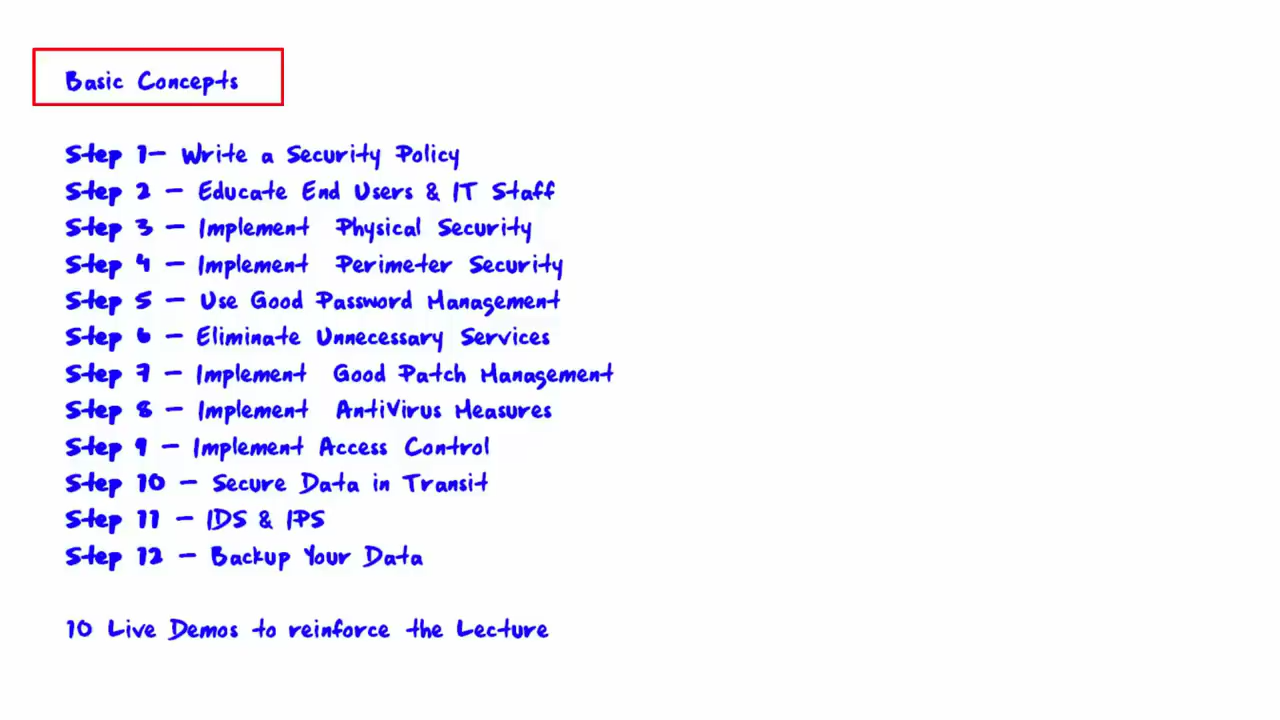 Basic Concepts
Step 1- Write a Security Policy
Step 2 - Educate End Users & IT Staff
Step 3 - Implement Physical Security
Step 4 - Implement Perimeter Security
Step 5 - Use Good Password Management
Step 6 - Eliminate Unnecessary Services
Step 7 - Implement Good Patch Management
Step 8 - Implement AntiVirus Measures
Step 9 - Implement Access Control
Step 10 - Secure Data in Transit
Step 11 - IDS & IPS
Step 12 - Backup Your Data
10 Live Demos to reinforce the Lecture